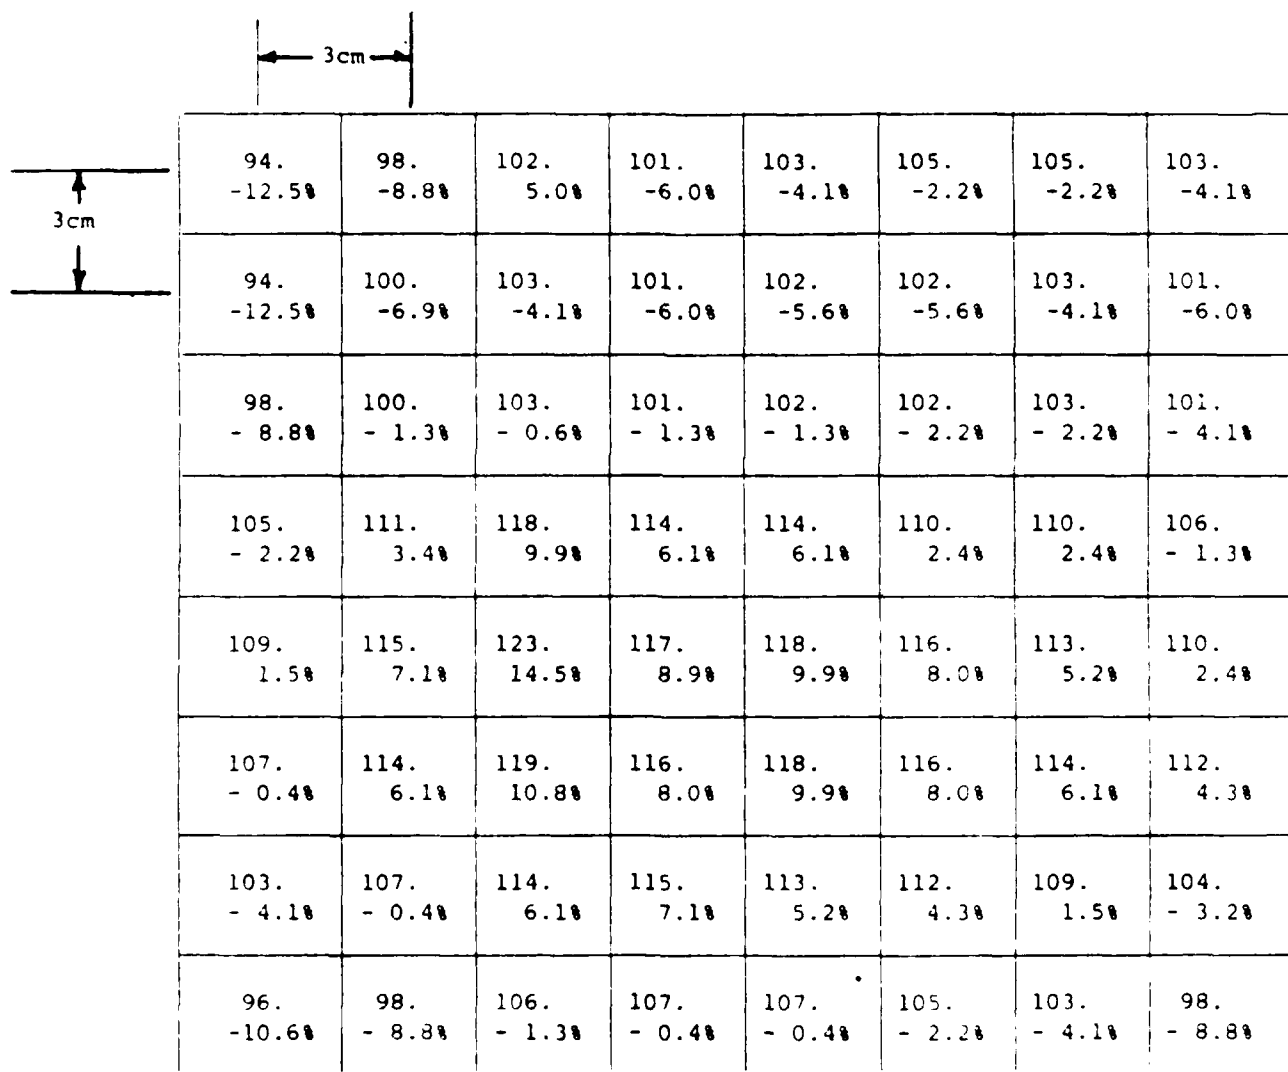 3cm
94. 98. 102. 101. 103. 105. 105. 103.
-12.5% -8.8% 5.0% -6.0% -4.1% -2.2% -2.2% -4.1%
3cm
94. 100. 103. 101. 102. 102. 103. 101.
-12.5% -6.9% -4.1% -6.0% -5.6% -5.6% -4.1% -6.0%
98. 100. 103. 101. 102. 102. 103. 101.
- 8.8% - 1.3% - 0.6% - 1.3% - 1.3% - 2.2% - 2.2% - 4.1%
105. 111. 118. 114. 114. 110. 110. 106.
- 2.2% 3.4% 9.9% 6.1% 6.1% 2.4% 2.4% - 1.3%
109. 115. 123. 117. 118. 116. 113. 110.
1.5% 7.1% 14.5% 8.9% 9.9% 8.0% 5.2% 2.4%
107. 114. 119. 116. 118. 116. 114. 112.
- 0.4% 6.1% 10.8% 8.0% 9.9% 8.0% 6.1% 4.3%
103. 107. 114. 115. 113. 112. 109. 104.
- 4.1% - 0.4% 6.1% 7.1% 5.2% 4.3% 1.5% - 3.2%
96. 98. 106. 107. 107. 105. 103. 98.
-10.6% - 8.8% - 1.3% - 0.4% - 0.4% - 2.2% - 4.1% - 8.8%